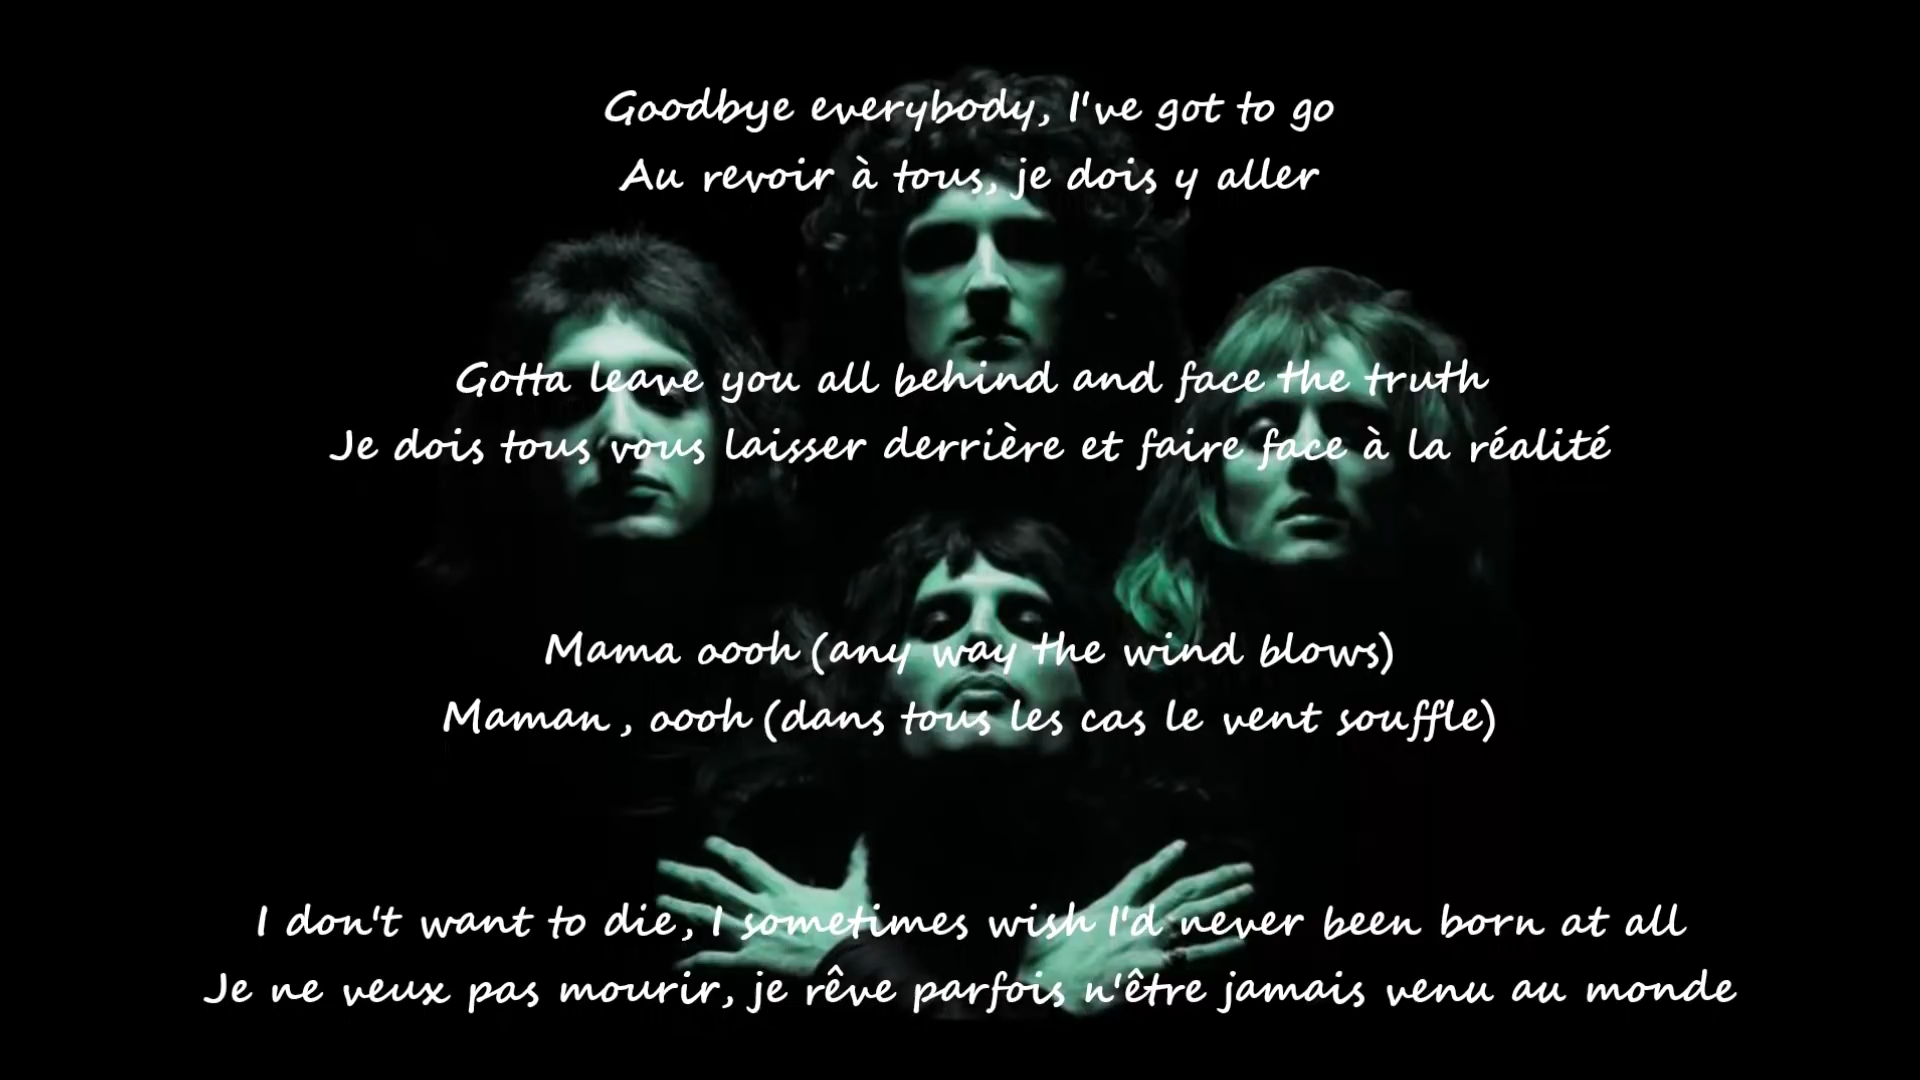 Goodbye everybody, I've got to go
Au revoir à tous, je dois y aller
Gotta leave you all behind and face the truth
Je dois tous vous laisser derrière et faire face à la réalité
Mama oooh (any way the wind blows)
Maman, oooh (dans tous les cas le vent souffle)
I don't want to die, I sometimes wish I'd never been born at all
Je ne veux pas mourir, je rêve parfois n'être jamais venu au monde